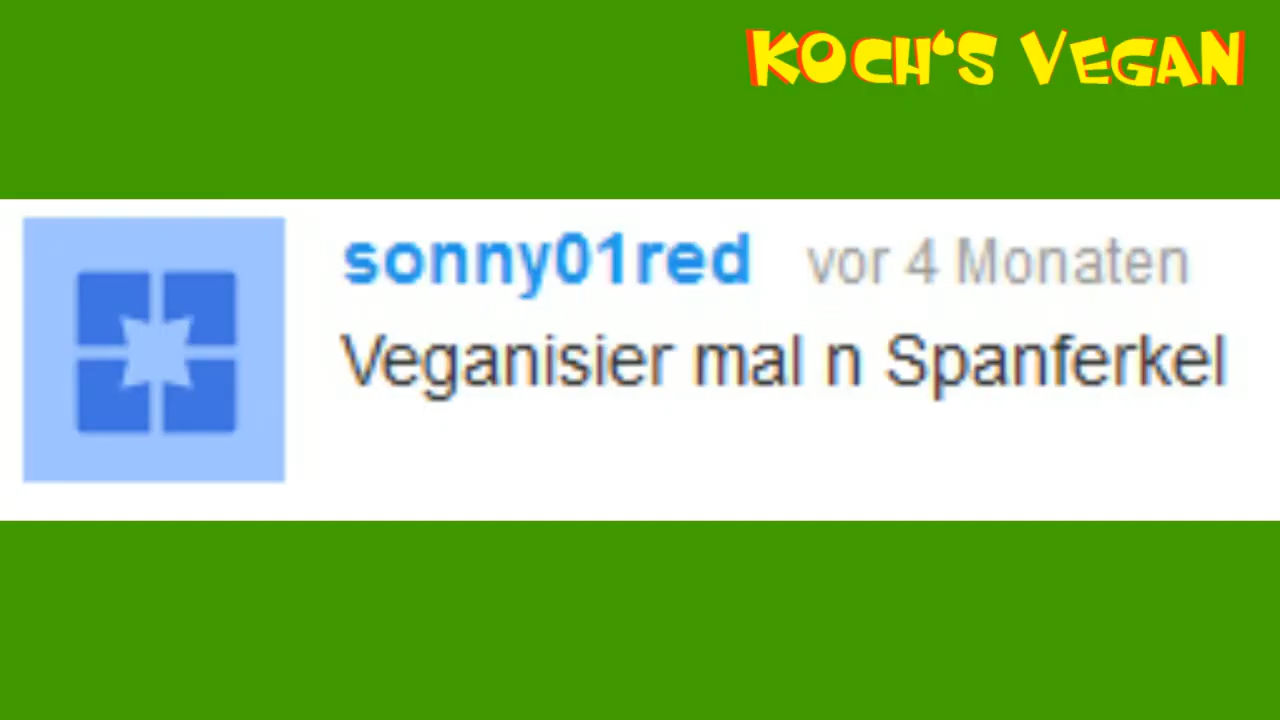 KOCH'S VEGAN
sonny01red vor 4 Monaten
Veganisier mal n Spanferkel